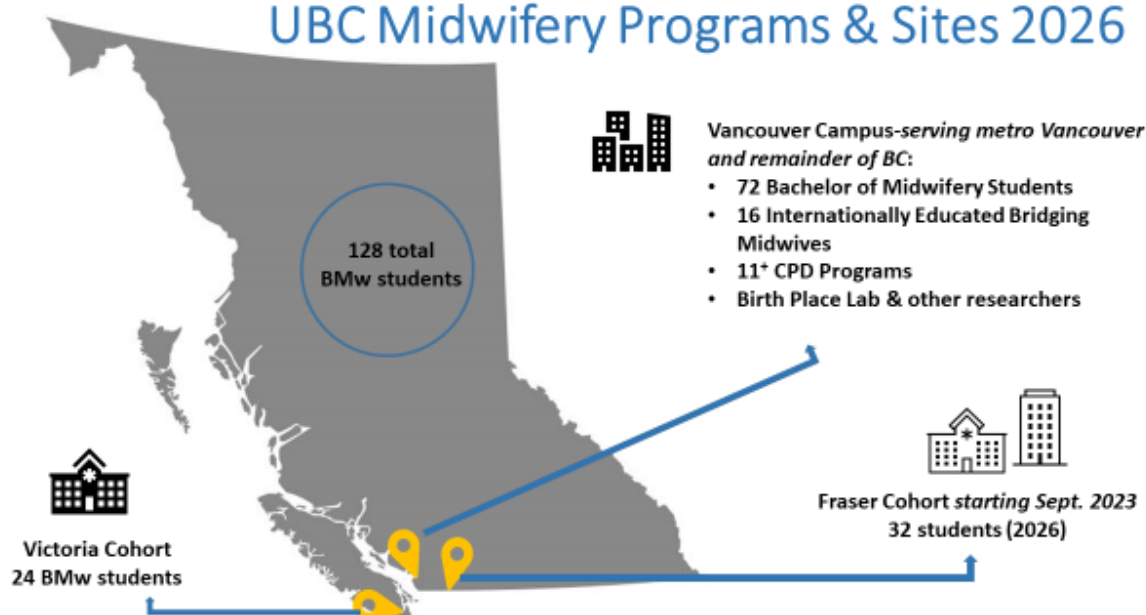 UBC Midwifery Programs & Sites 2026
Vancouver Campus-serving metro Vancouver
and remainder of BC:
• 72 Bachelor of Midwifery Students
• 16 Internationally Educated Bridging
Midwives
• 11⁺ CPD Programs
• Birth Place Lab & other researchers
128 total
BMw students
Fraser Cohort starting Sept. 2023
32 students (2026)
Victoria Cohort
24 BMw students